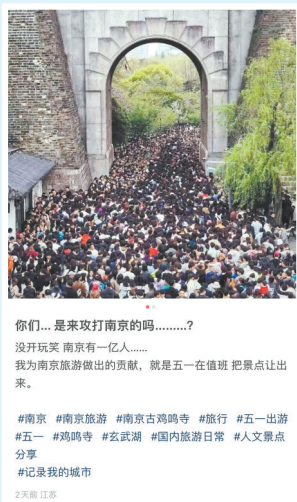 你们... 是来攻打南京的吗.........?
没开玩笑 南京有一亿人......
我为南京旅游做出的贡献，就是五一在值班 把景点让出
来。
#南京 #南京旅游 #南京古鸡鸣寺 #旅行 #五一出游
#五一 #鸡鸣寺 #玄武湖 #国内旅游日常 #人文景点
分享
#记录我的城市
2天前 江苏